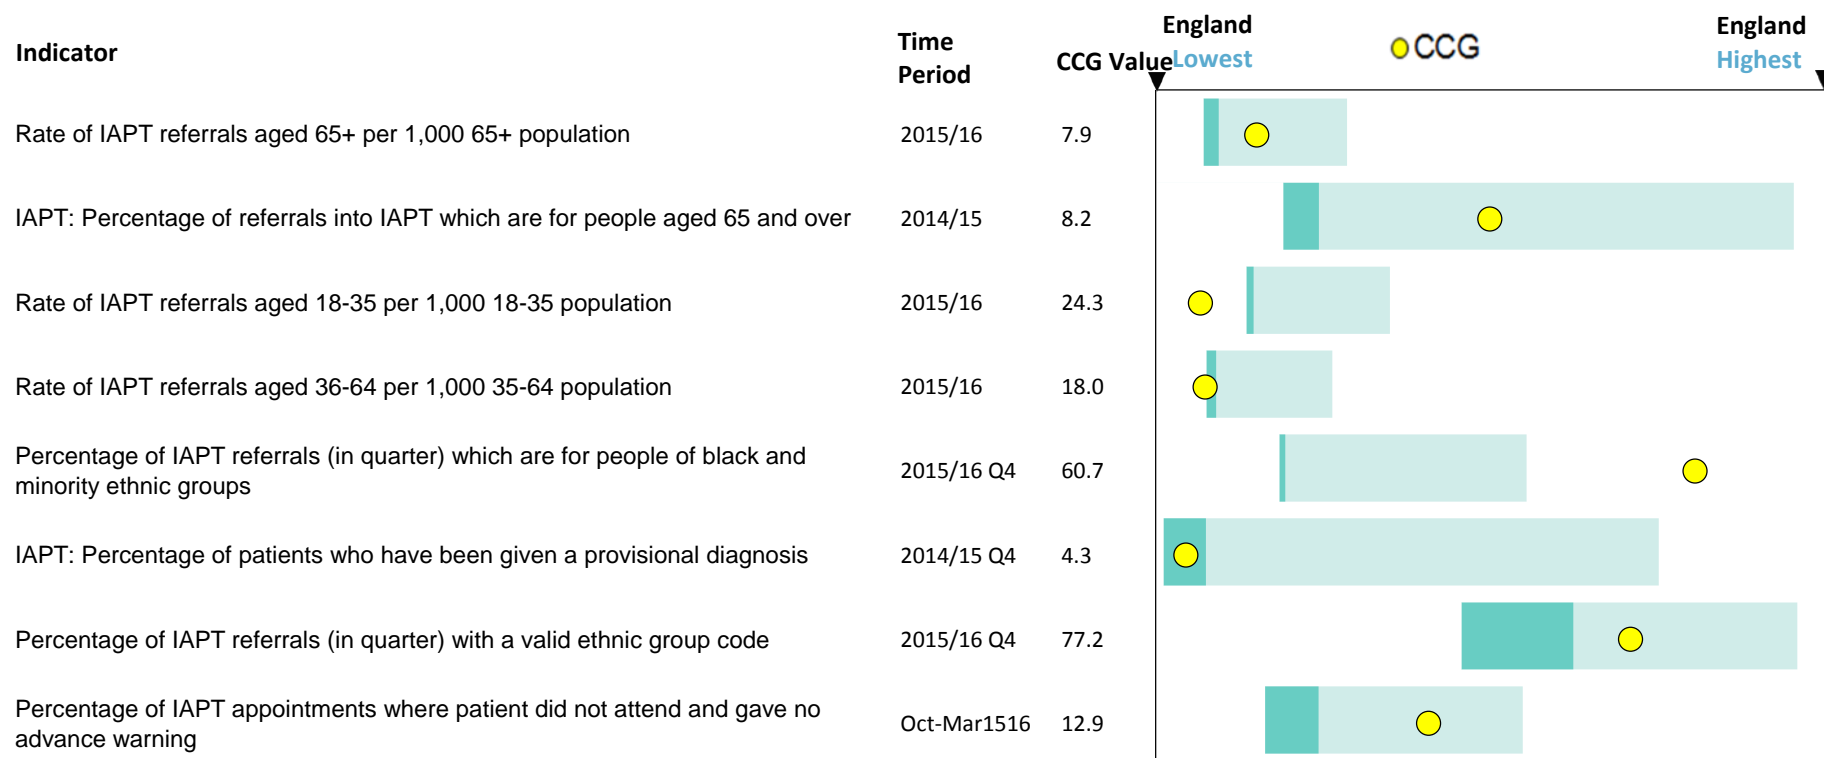 Indicator
Time
Period
CCG Value
England
Lowest
CCG
England
Highest
Rate of IAPT referrals aged 65+ per 1,000 65+ population 2015/16 7.9
IAPT: Percentage of referrals into IAPT which are for people aged 65 and over 2014/15 8.2
Rate of IAPT referrals aged 18-35 per 1,000 18-35 population 2015/16 24.3
Rate of IAPT referrals aged 36-64 per 1,000 35-64 population 2015/16 18.0
Percentage of IAPT referrals (in quarter) which are for people of black and
minority ethnic groups
2015/16 Q4 60.7
IAPT: Percentage of patients who have been given a provisional diagnosis 2014/15 Q4 4.3
Percentage of IAPT referrals (in quarter) with a valid ethnic group code 2015/16 Q4 77.2
Percentage of IAPT appointments where patient did not attend and gave no
advance warning
Oct-Mar1516 12.9